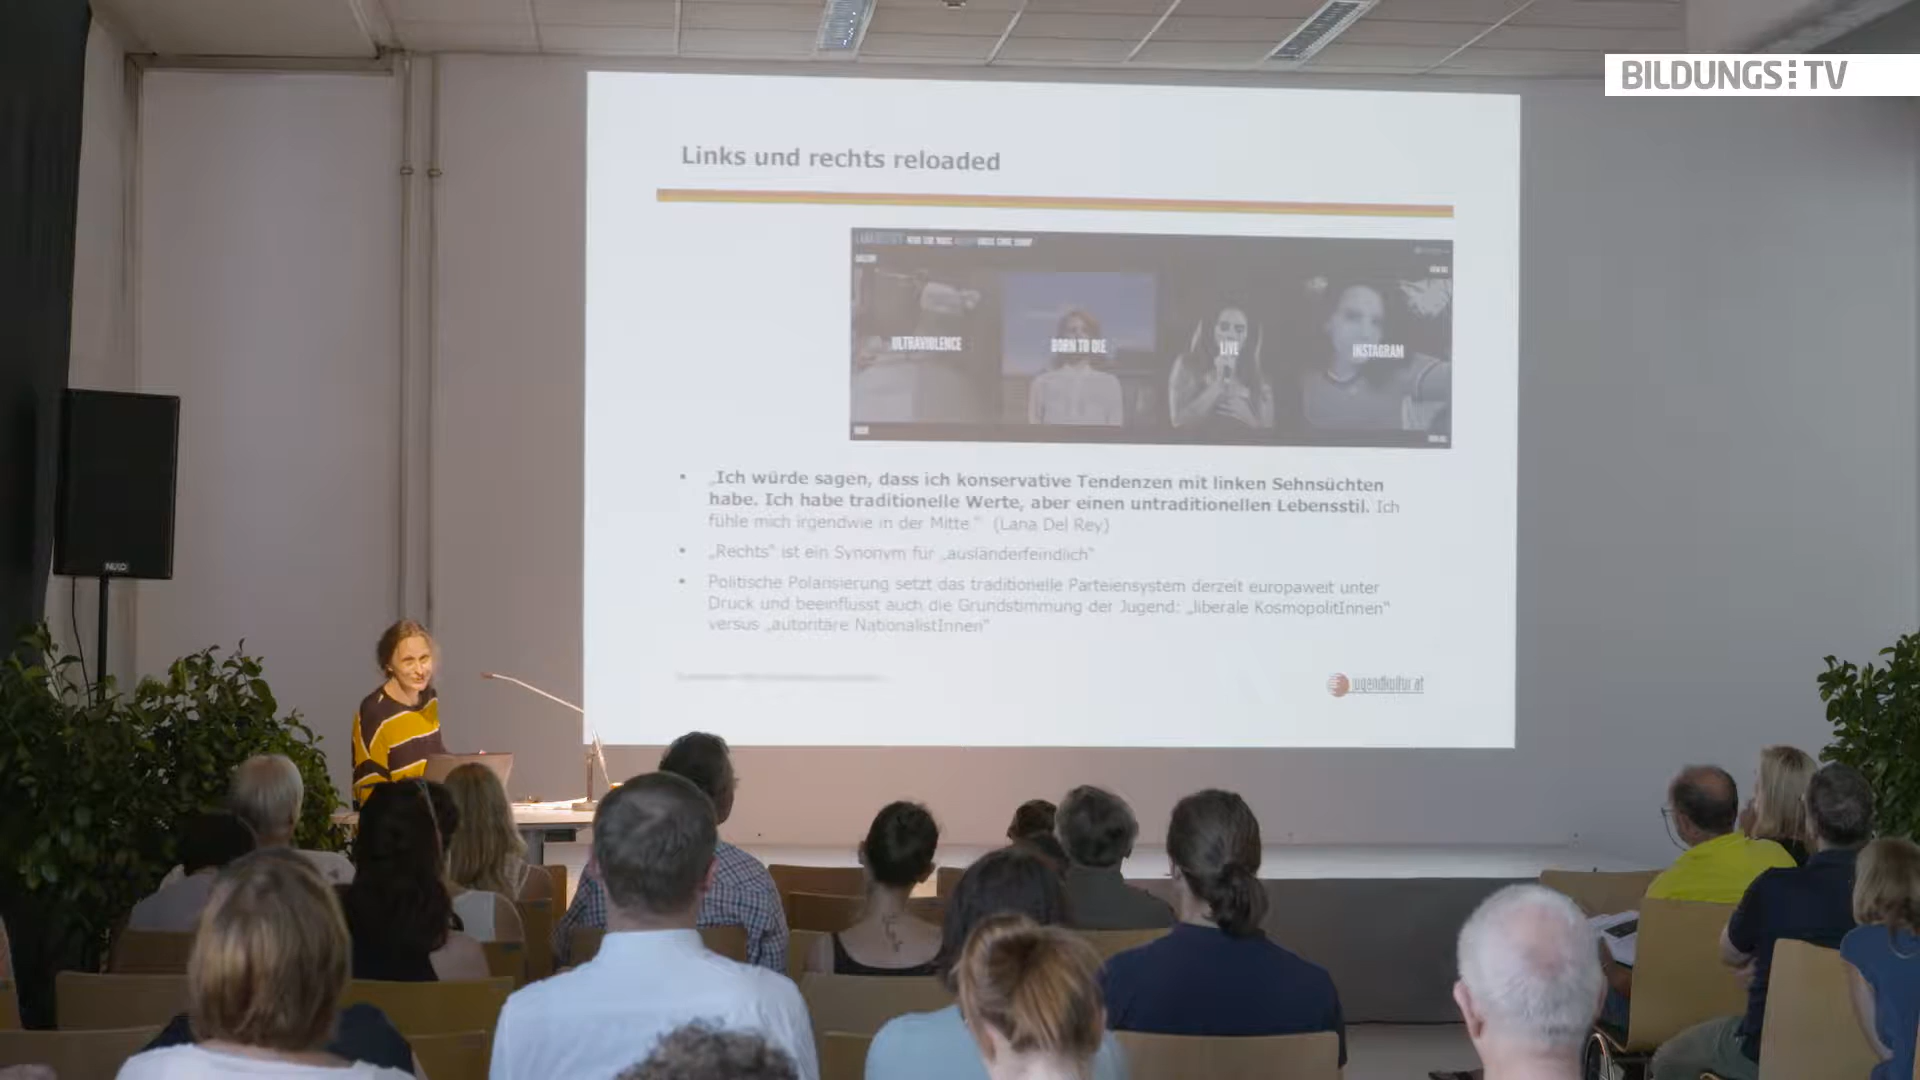 BILDUNGS:TV
Links und rechts reloaded
ULTRAVIOLENCE
BORN TO DIE
LIVE
INSTAGRAM
• „Ich würde sagen, dass ich konservative Tendenzen mit linken Sehnsüchten
habe. Ich habe traditionelle Werte, aber einen untraditionellen Lebensstil. Ich
fühle mich irgendwie in der Mitte.“ (Lana Del Rey)
• „Rechts“ ist ein Synonym für „ausländerfeindlich“
• Politische Polarisierung setzt das traditionelle Parteiensystem derzeit europaweit unter
Druck und beeinflusst auch die Grundstimmung der Jugend: „liberale KosmopolitInnen“
versus „autoritäre NationalistInnen“
jugendkultur.at
NOVO